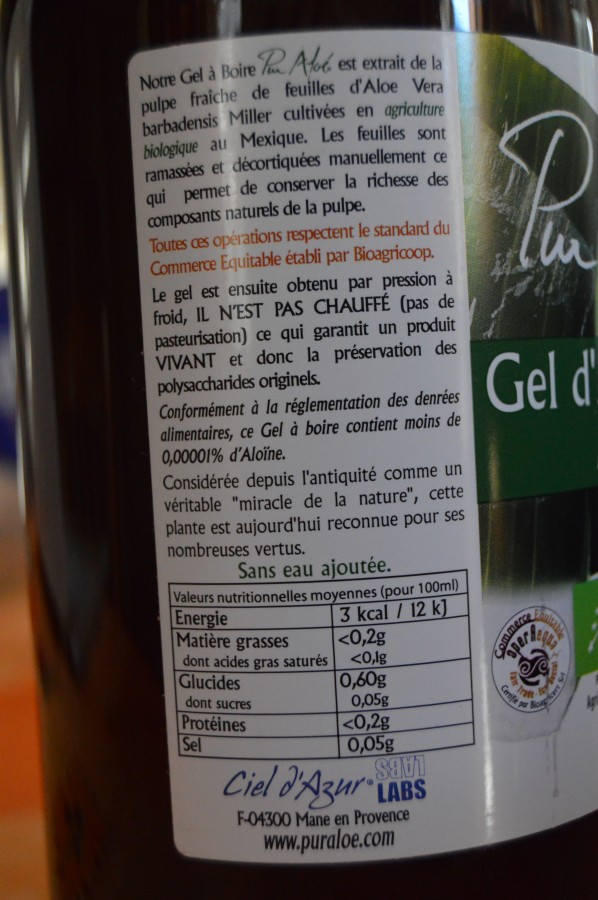 Notre Gel à Boire Pur Aloé est extrait de la
pulpe fraîche de feuilles d'Aloe Vera
barbadensis Miller cultivées en agriculture
biologique au Mexique. Les feuilles sont
ramassées et décortiquées manuellement ce
qui permet de conserver la richesse des
composants naturels de la pulpe.
Toutes ces opérations respectent le standard du
Commerce Equitable établi par Bioagricoop.
Le gel est ensuite obtenu par pression à
froid, IL N'EST PAS CHAUFFÉ (pas de
pasteurisation) ce qui garantit un produit
VIVANT et donc la préservation des
polysaccharides originels.
Conformément à la réglementation des denrées
alimentaires, ce Gel à boire contient moins de
0,00001% d'Aloïne.
Considérée depuis l'antiquité comme un
véritable "miracle de la nature", cette
plante est aujourd'hui reconnue pour ses
nombreuses vertus.
Sans eau ajoutée.
Valeurs nutritionnelles moyennes (pour 100ml)
Energie 3 kcal / 12 kJ
Matière grasses <0,2g
dont acides gras saturés <0,1g
Glucides 0,60g
dont sucres 0,05g
Protéines <0,2g
Sel 0,05g
Ciel d'Azur® LABS
LABS
F-04300 Mane en Provence
www.puraloe.com
Pur
Gel d'
Commerce Equitable